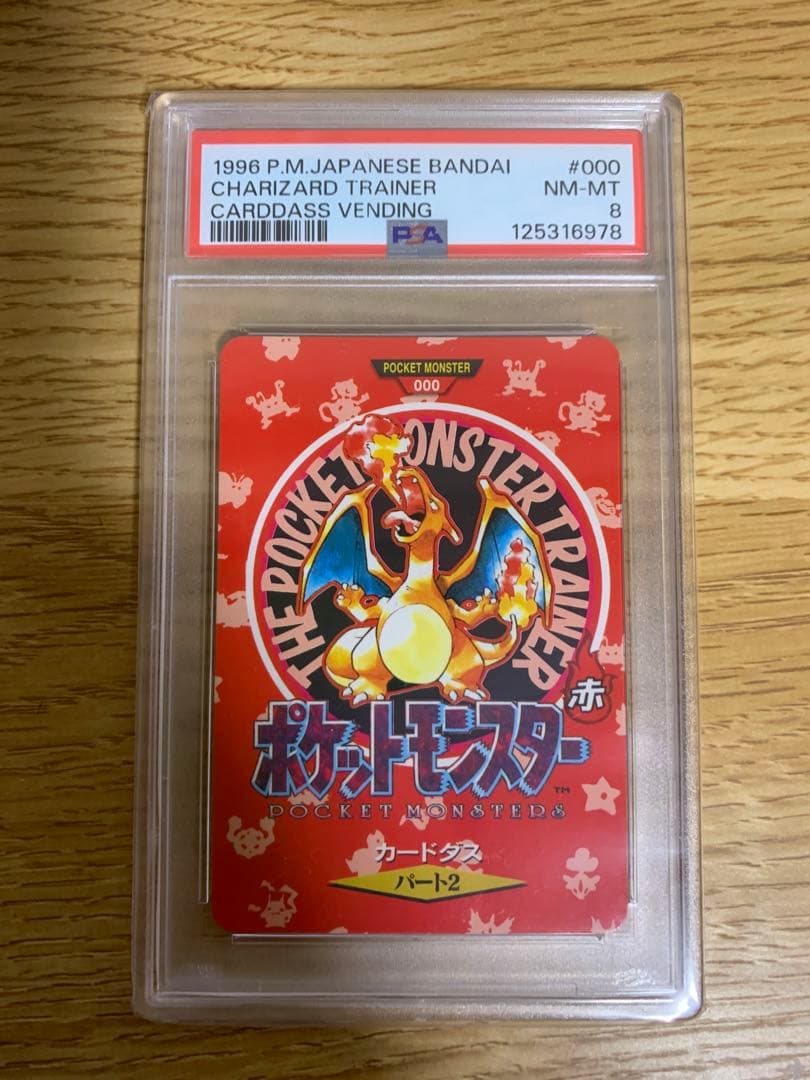 1996 P.M.JAPANESE BANDAI #000
CHARIZARD TRAINER NM-MT
CARDDASS VENDING 8
PSA 125316978
POCKET MONSTER
000
THE POCKET MONSTER TRAINER
赤
ポケットモンスター
TM
POCKET MONSTERS
カードダス
パート2